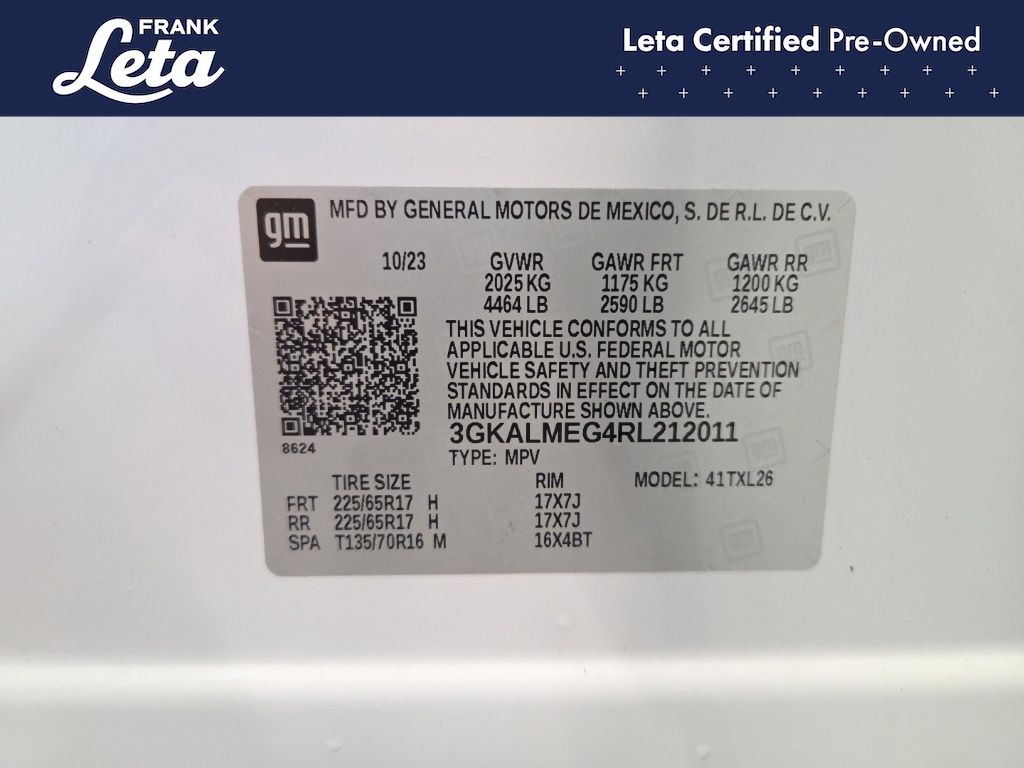 FRANK
Leta
Leta Certified Pre-Owned
gm
MFD BY GENERAL MOTORS DE MEXICO, S. DE R.L. DE C.V.
10/23 GVWR GAWR FRT GAWR RR
2025 KG 1175 KG 1200 KG
4464 LB 2590 LB 2645 LB
THIS VEHICLE CONFORMS TO ALL
APPLICABLE U.S. FEDERAL MOTOR
VEHICLE SAFETY AND THEFT PREVENTION
STANDARDS IN EFFECT ON THE DATE OF
MANUFACTURE SHOWN ABOVE.
3GKALMEG4RL212011
8624
TYPE: MPV
TIRE SIZE RIM MODEL: 41TXL26
FRT 225/65R17 H 17X7J
RR 225/65R17 H 17X7J
SPA T135/70R16 M 16X4BT